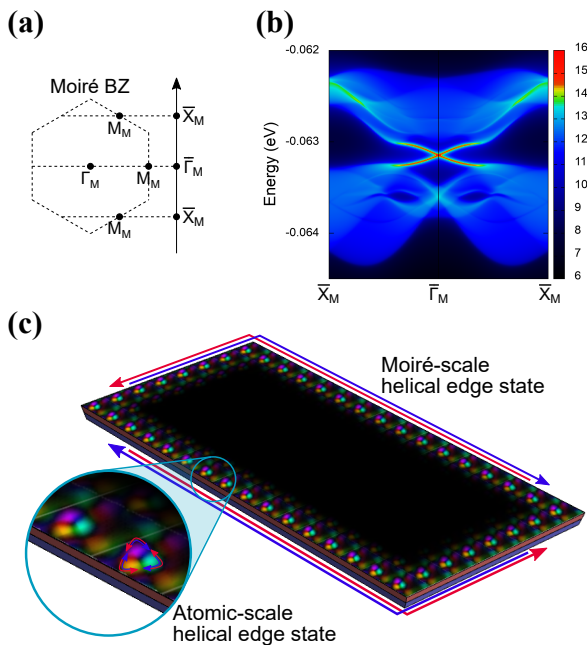 (a)
Moiré BZ
M_M
X̅_M
Γ_M
M_M
Γ̅_M
M_M
X̅_M
(b)
Energy (eV)
-0.062
-0.063
-0.064
X̅_M
Γ̅_M
X̅_M
16
15
14
13
12
11
10
9
8
7
6
(c)
Moiré-scale
helical edge state
Atomic-scale
helical edge state